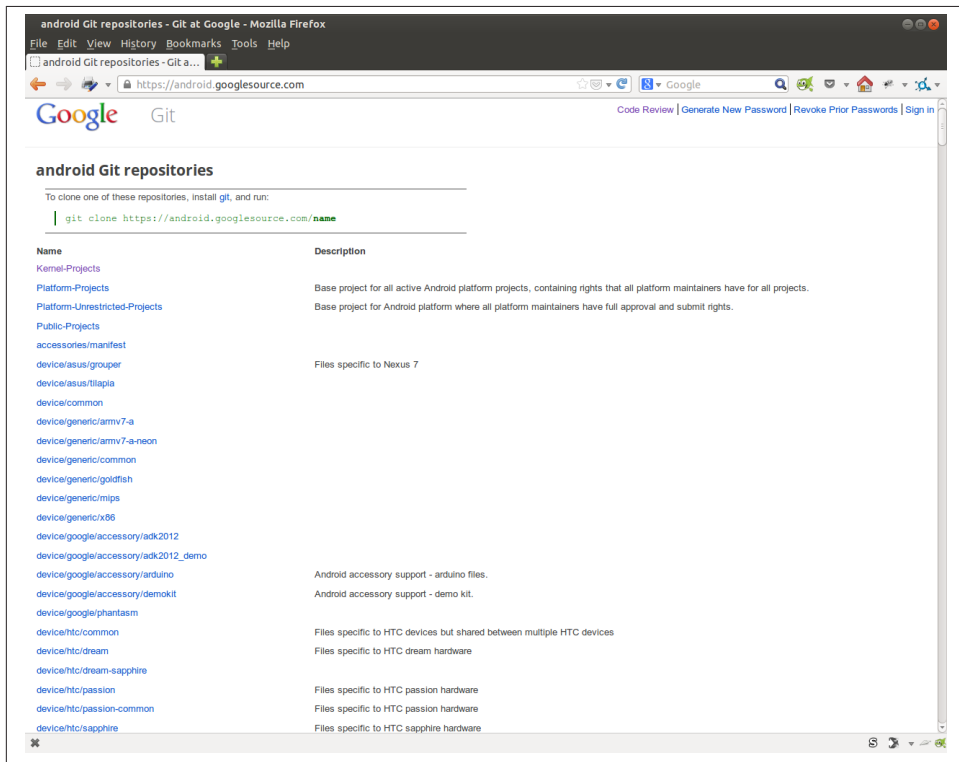 android Git repositories - Git at Google - Mozilla Firefox
File Edit View History Bookmarks Tools Help
android Git repositories - Git a...
https://android.googlesource.com
Google
Google Git
Code Review | Generate New Password | Revoke Prior Passwords | Sign in
android Git repositories
To clone one of these repositories, install git, and run:
git clone https://android.googlesource.com/name
Name Description
Kernel-Projects
Platform-Projects Base project for all active Android platform projects, containing rights that all platform maintainers have for all projects.
Platform-Unrestricted-Projects Base project for Android platform where all platform maintainers have full approval and submit rights.
Public-Projects
accessories/manifest
device/asus/grouper Files specific to Nexus 7
device/asus/tilapia
device/common
device/generic/armv7-a
device/generic/armv7-a-neon
device/generic/common
device/generic/goldfish
device/generic/mips
device/generic/x86
device/google/accessory/adk2012
device/google/accessory/adk2012_demo
device/google/accessory/arduino Android accessory support - arduino files.
device/google/accessory/demokit Android accessory support - demo kit.
device/google/phantasm
device/htc/common Files specific to HTC devices but shared between multiple HTC devices
device/htc/dream Files specific to HTC dream hardware
device/htc/dream-sapphire
device/htc/passion Files specific to HTC passion hardware
device/htc/passion-common Files specific to HTC passion hardware
device/htc/sapphire Files specific to HTC sapphire hardware